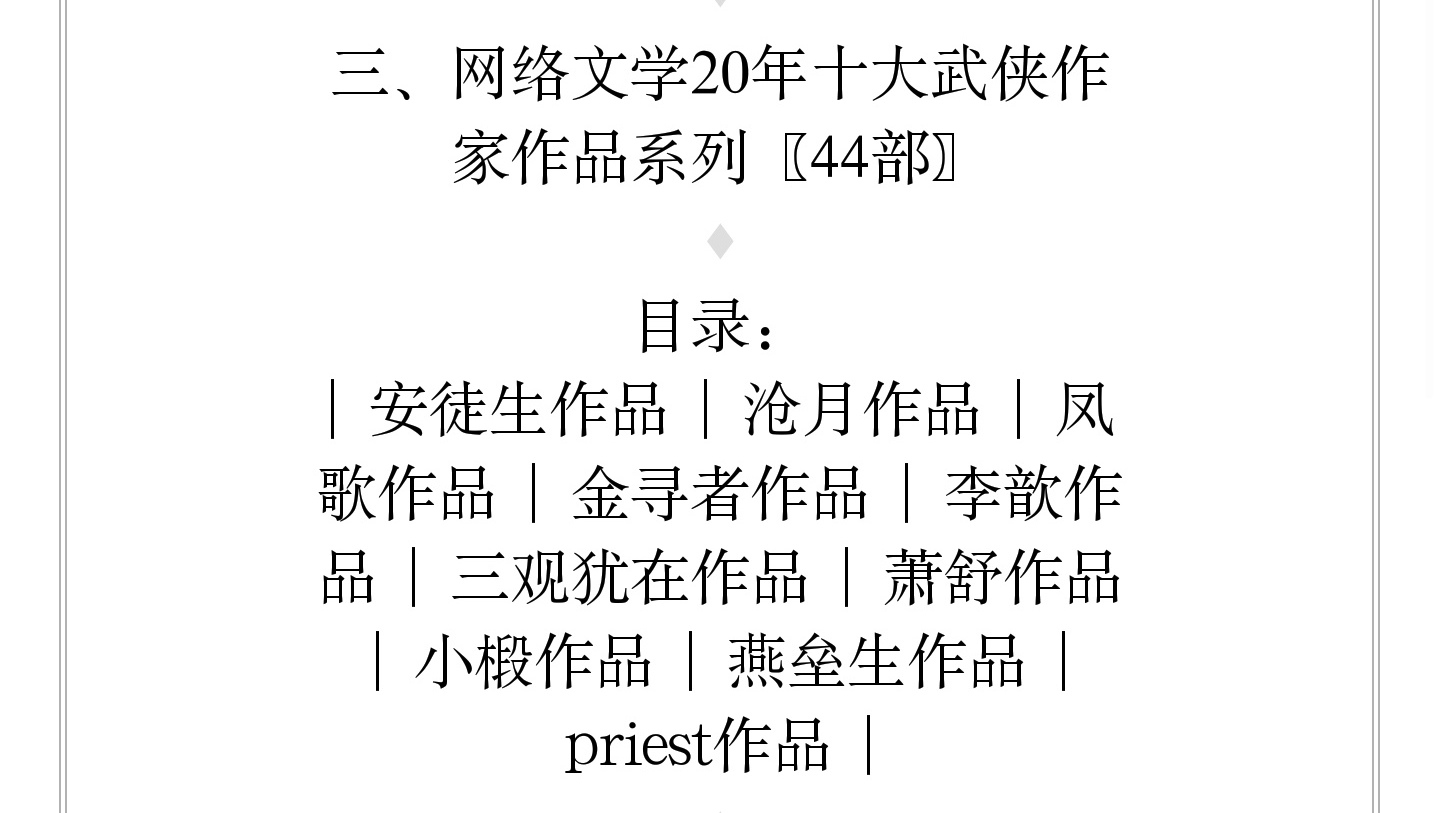 三、网络文学20年十大武侠作
家作品系列〖44部〗
目录：
｜安徒生作品｜沧月作品｜凤
歌作品｜金寻者作品｜李歆作
品｜三观犹在作品｜萧舒作品
｜小椴作品｜燕垒生作品｜
priest作品｜